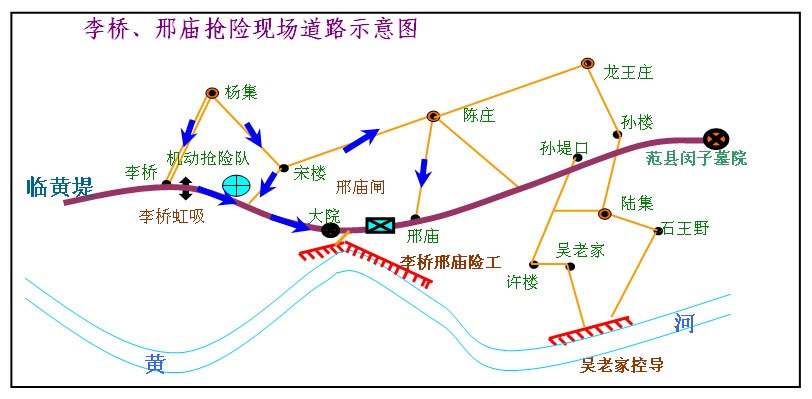 李桥、邢庙抢险现场道路示意图
龙王庄
杨集
陈庄
孙楼
机动抢险队
孙堤口
范县闵子墓院
李桥
宋楼
临黄堤
邢庙闸
李桥虹吸
大院
陆集
邢庙
石王野
吴老家
李桥邢庙险工
许楼
河
黄
吴老家控导